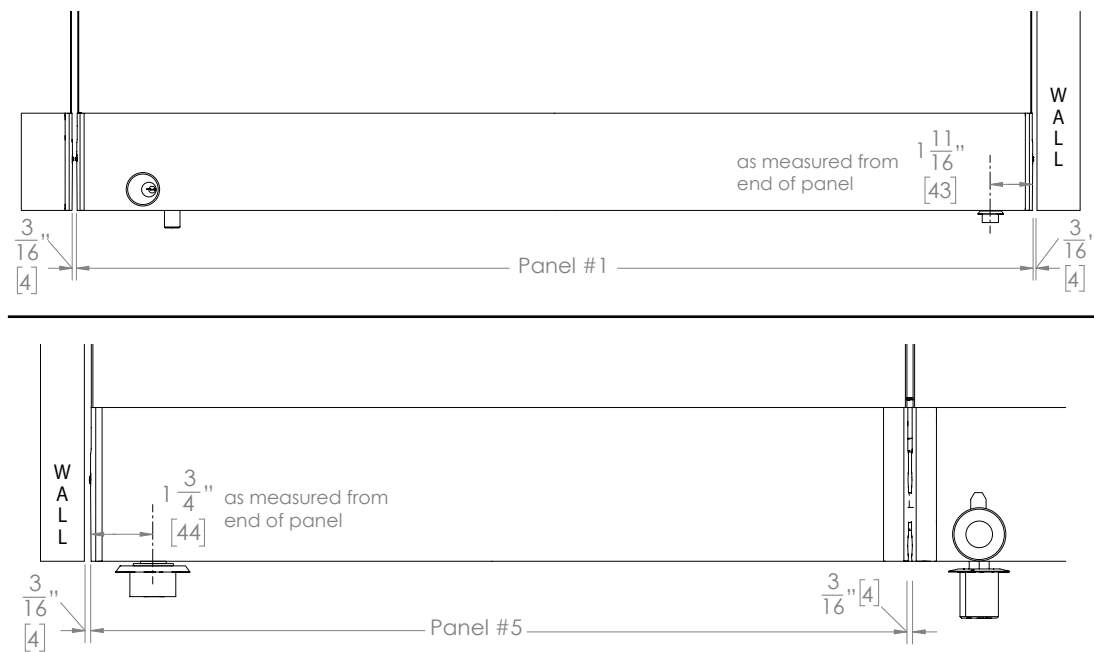 W
A
L
L
as measured from
end of panel
1 11/16”
[43]
3/16”
[4]
Panel #1
3/16”
[4]
W
A
L
L
1 3/4”
[44]
as measured from
end of panel
3/16”
[4]
Panel #5
3/16” [4]